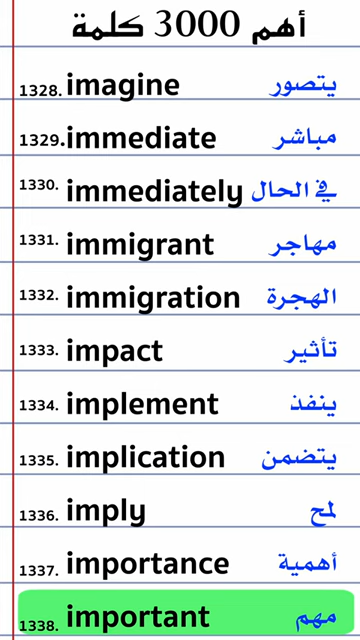 أهم 3000 كلمة
1328. imagine يتصور
1329. immediate مباشر
1330. immediately في الحال
1331. immigrant مهاجر
1332. immigration الهجرة
1333. impact تأثير
1334. implement ينفذ
1335. implication يتضمن
1336. imply لمح
1337. importance أهمية
1338. important مهم